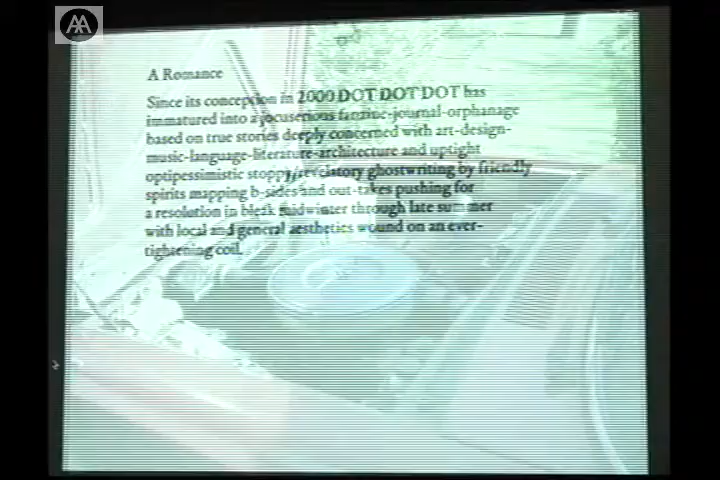 AA
A Romance
Since its conception in 2000 DOT DOT DOT has
immatured into a jocuserious fanzine-journal-orphanage
based on true stories deeply concerned with art-design-
music-language-literature-architecture and uptight
optipessimistic stoppy/revelatory ghostwriting by friendly
spirits mapping b-sides and out-takes pushing for
a resolution in bleak midwinter through late summer
with local and general aesthetics wound on an ever-
tightening coil.